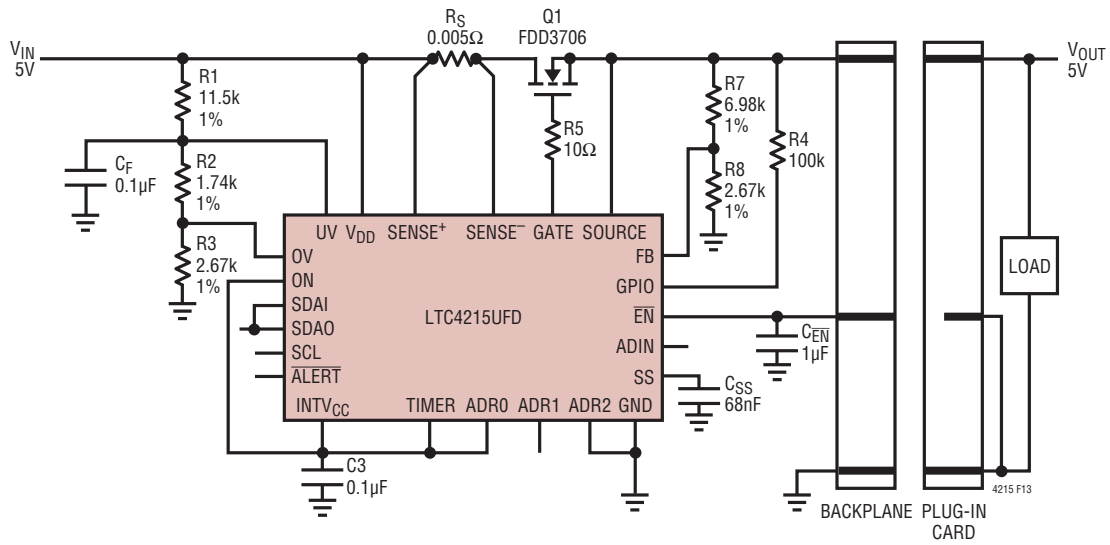 VIN
5V
RS
0.005Ω
Q1
FDD3706
VOUT
5V
R1
11.5k
1%
R7
6.98k
1%
R5
10Ω
R4
100k
CF
0.1µF
R2
1.74k
1%
R8
2.67k
1%
R3
2.67k
1%
UV VDD SENSE+ SENSE– GATE SOURCE
OV
ON
SDAI
SDAO
SCL
ALERT
FB
GPIO
EN
ADIN
SS
LTC4215UFD
INTVCC TIMER ADR0 ADR1 ADR2 GND
LOAD
CEN
1µF
CSS
68nF
C3
0.1µF
4215 F13
BACKPLANE
PLUG-IN
CARD